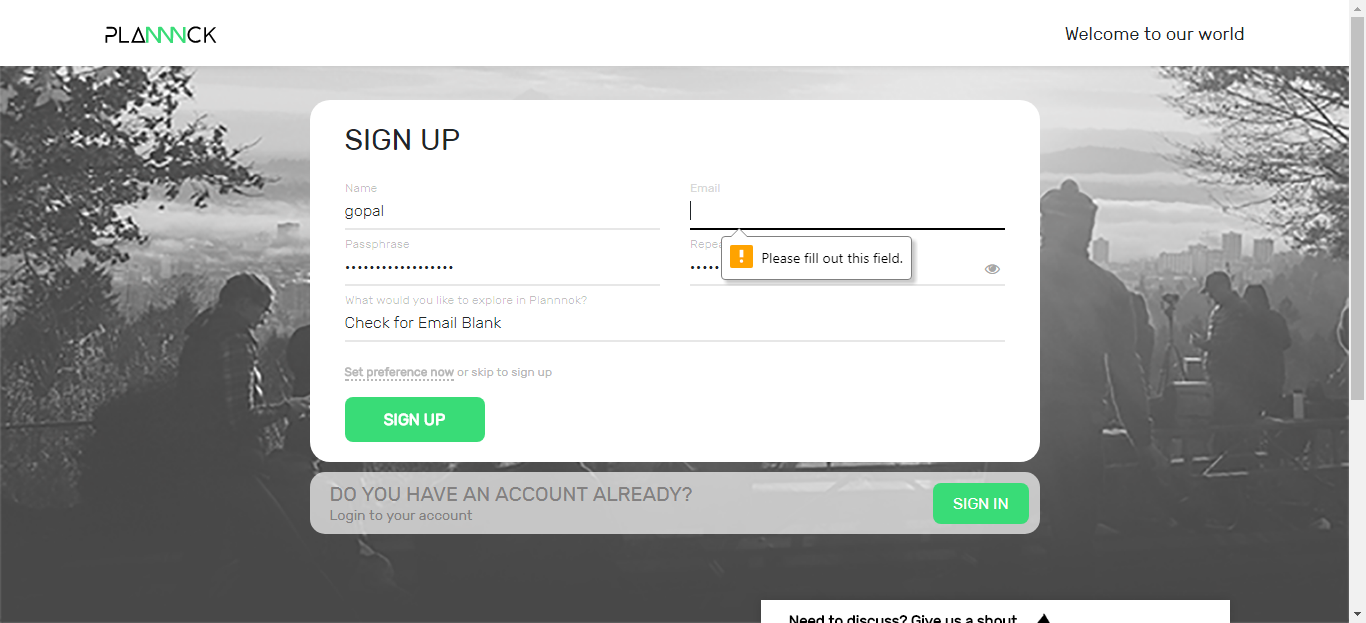 PLANNNCK
Welcome to our world
SIGN UP
Name
Email
gopal
Passphrase
! Please fill out this field.
What would you like to explore in Plannnok?
Check for Email Blank
Set preference now or skip to sign up
SIGN UP
DO YOU HAVE AN ACCOUNT ALREADY?
Login to your account
SIGN IN
Need to discuss? Give us a shout